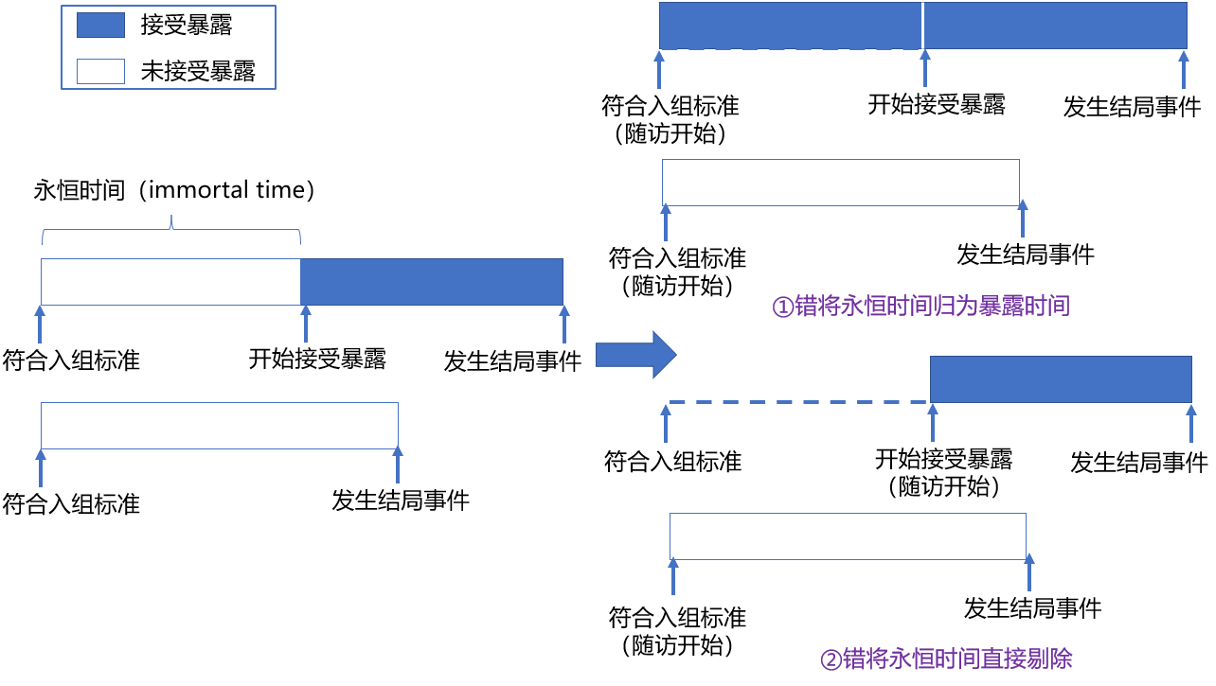 接受暴露
未接受暴露
永恒时间（immortal time）
符合入组标准
开始接受暴露
发生结局事件
符合入组标准
发生结局事件
符合入组标准
（随访开始）
开始接受暴露
发生结局事件
符合入组标准
（随访开始）
发生结局事件
①错将永恒时间归为暴露时间
符合入组标准
开始接受暴露
（随访开始）
发生结局事件
符合入组标准
（随访开始）
发生结局事件
②错将永恒时间直接剔除